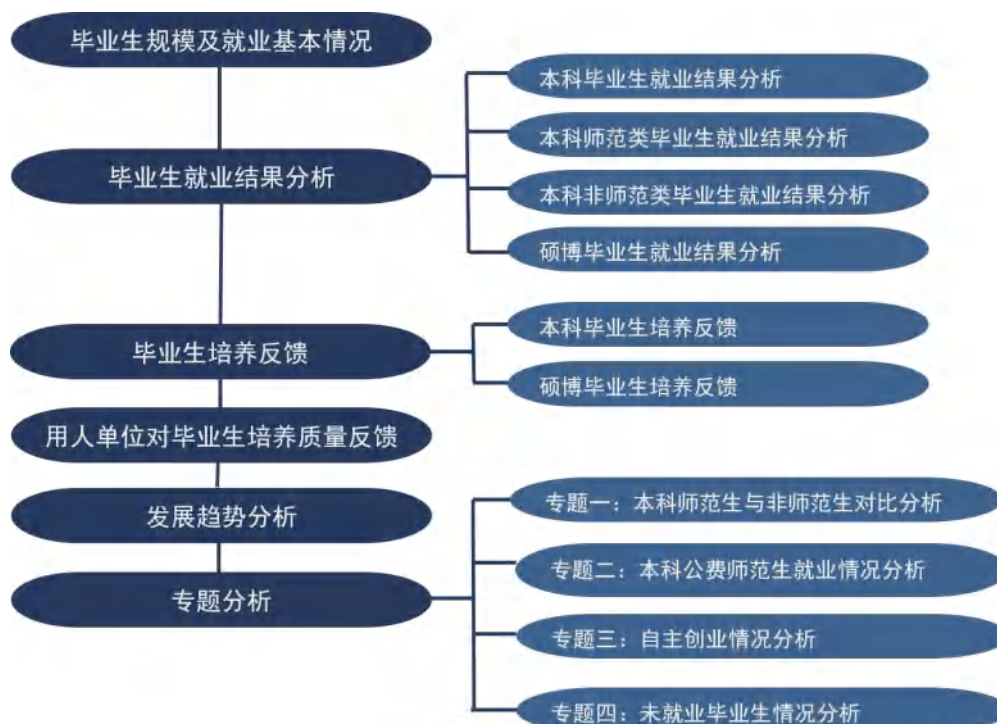 毕业生规模及就业基本情况
毕业生就业结果分析
本科毕业生就业结果分析
本科师范类毕业生就业结果分析
本科非师范类毕业生就业结果分析
硕博毕业生就业结果分析
毕业生培养反馈
本科毕业生培养反馈
硕博毕业生培养反馈
用人单位对毕业生培养质量反馈
发展趋势分析
专题分析
专题一：本科师范生与非师范生对比分析
专题二：本科公费师范生就业情况分析
专题三：自主创业情况分析
专题四：未就业毕业生情况分析